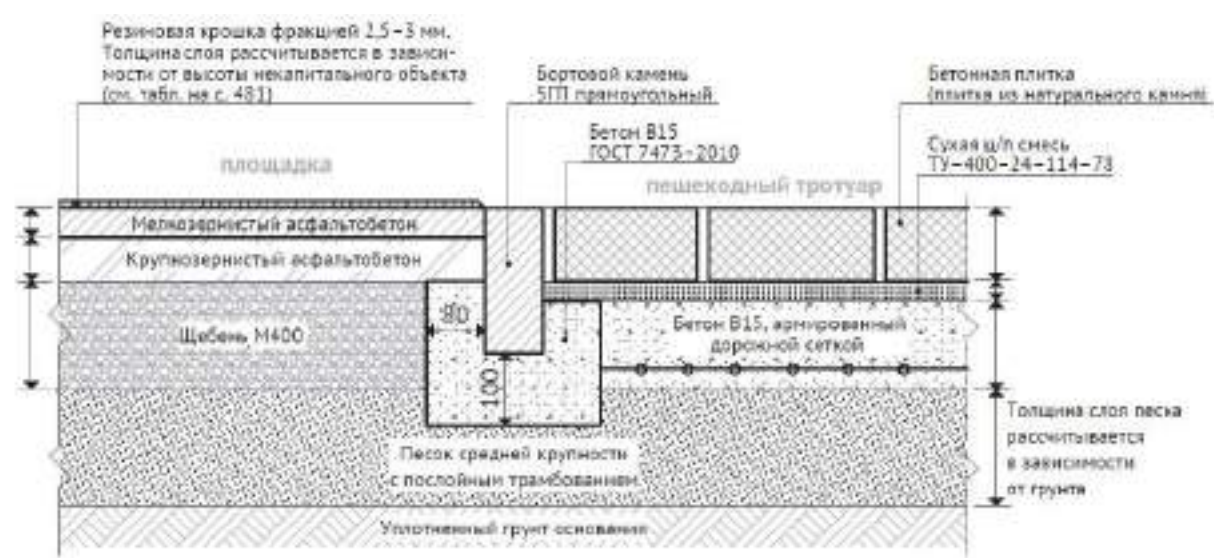 Резиновая крошка фракцией 2,5–3 мм.
Толщина слоя рассчитывается в зависи-
мости от высоты некапитального объекта
(см. табл. на с. 481)
Бортовой камень
5ГП прямоугольный
Бетонная плитка
(плитка из натурального камня)
Бетон В15
ГОСТ 7473–2010
Сухая ц/п смесь
ТУ–400–24–114–78
площадка
пешеходный тротуар
Мелкозернистый асфальтобетон
Крупнозернистый асфальтобетон
80
Щебень М400
Бетон В15, армированный
дорожной сеткой
100
Толщина слоя песка
рассчитывается
в зависимости
от грунта
Песок средней крупности
с послойным трамбованием
Уплотненный грунт основания